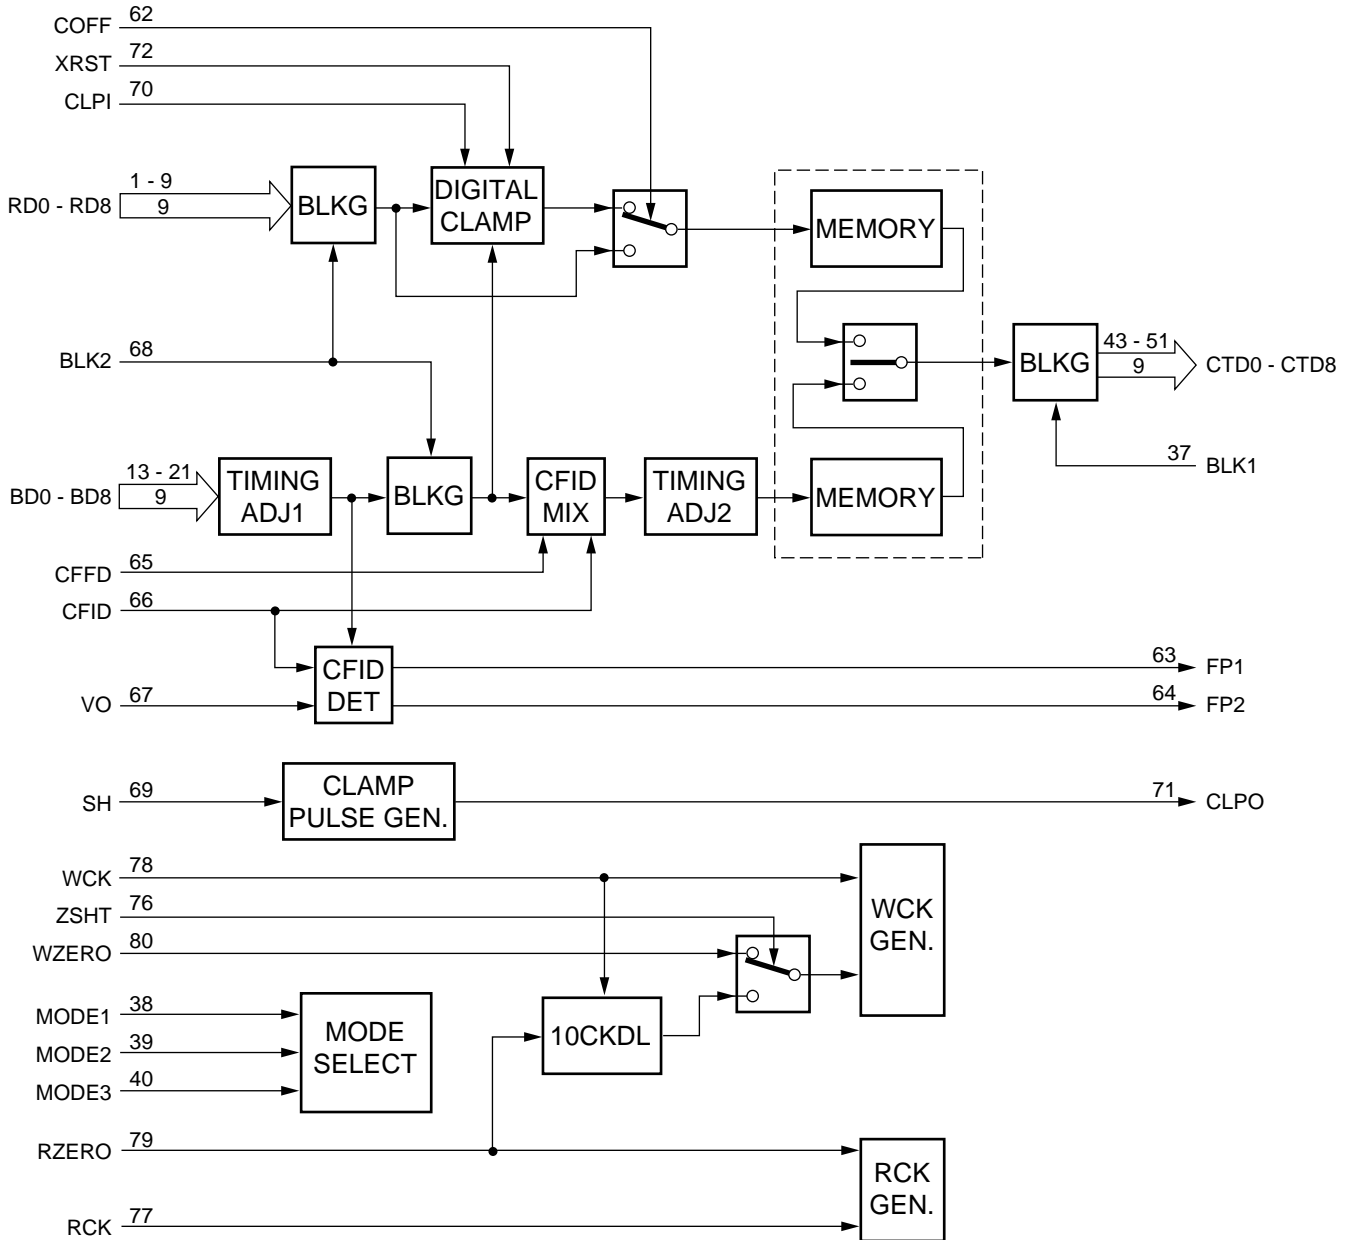 COFF 62
XRST 72
CLPI 70
RD0 - RD8 1 - 9
9
BLKG
DIGITAL
CLAMP
MEMORY
BLK2 68
BLKG
43 - 51
9
CTD0 - CTD8
37 BLK1
BD0 - BD8 13 - 21
9
TIMING
ADJ1
BLKG
CFID
MIX
TIMING
ADJ2
MEMORY
CFFD 65
CFID 66
CFID
DET
63 FP1
VO 67
64 FP2
SH 69
CLAMP
PULSE GEN.
71 CLPO
WCK 78
ZSHT 76
WZERO 80
WCK
GEN.
MODE1 38
MODE2 39
MODE3 40
MODE
SELECT
10CKDL
RZERO 79
RCK
GEN.
RCK 77